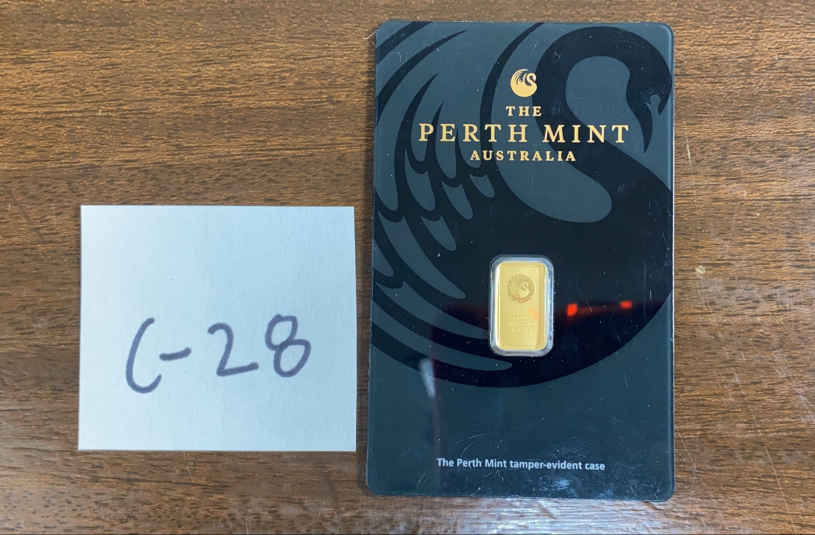 C-28
THE
PERTH MINT
AUSTRALIA
The Perth Mint tamper-evident case